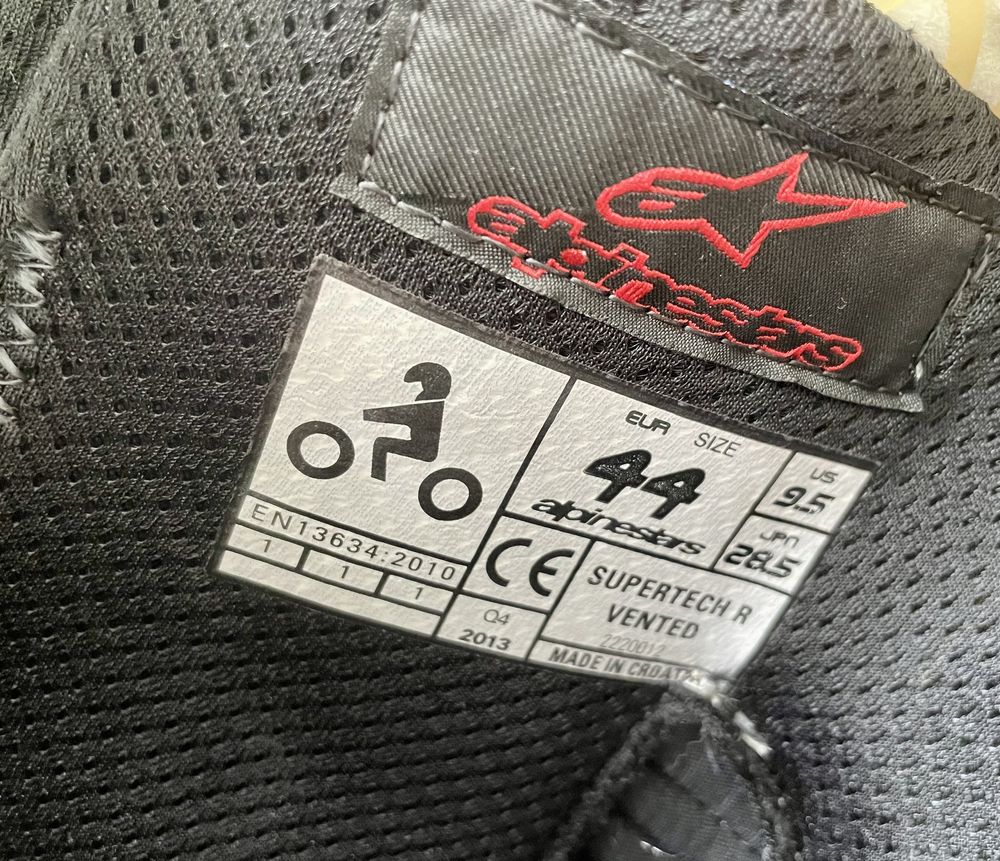 alpinestars
EUR SIZE
44
alpinestars
US
9.5
JPN
28.5
EN13634:2010
1 1 1
CE
Q4
2013
SUPERTECH R
VENTED
2220012
MADE IN CROATIA